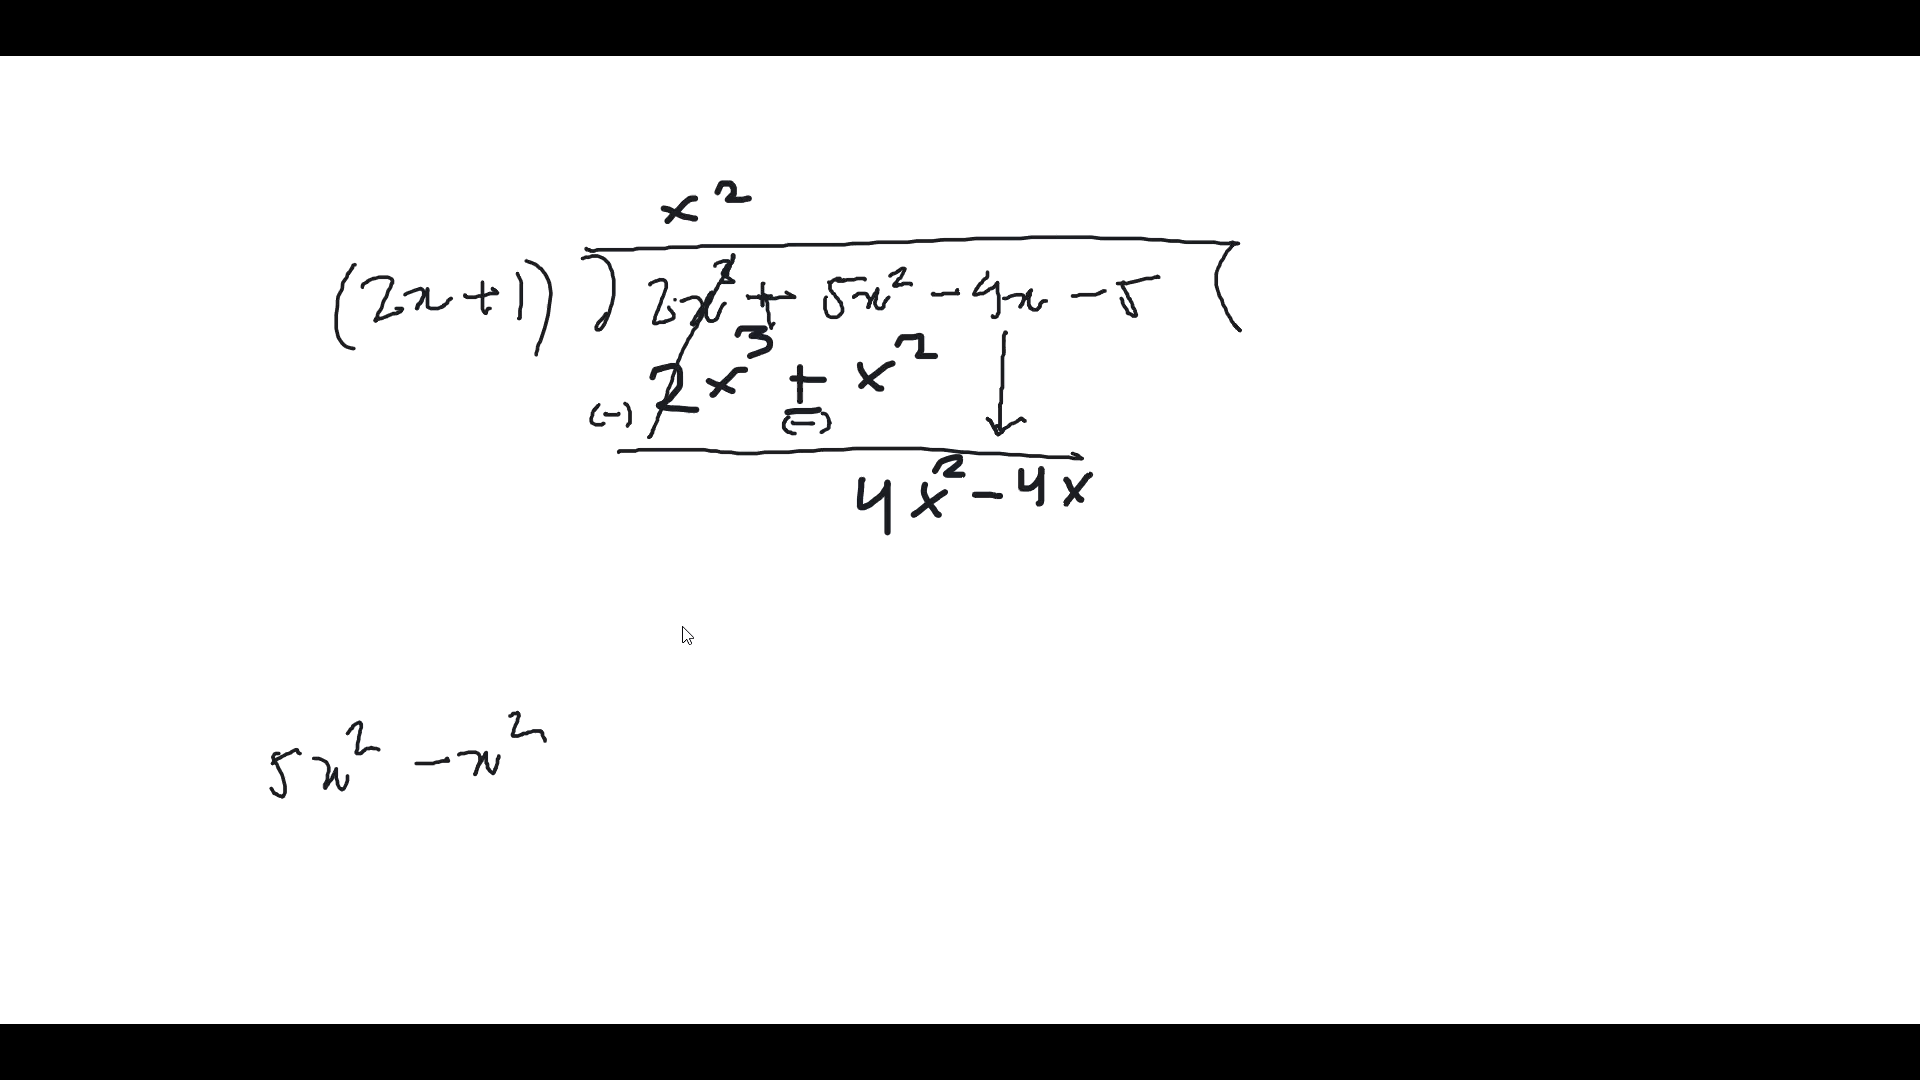 x²
(2x+1) ) 2x³ + 5x² - 4x - 5 (
2x³ + x²
(-) (-)
4x² - 4x
5x² - x²